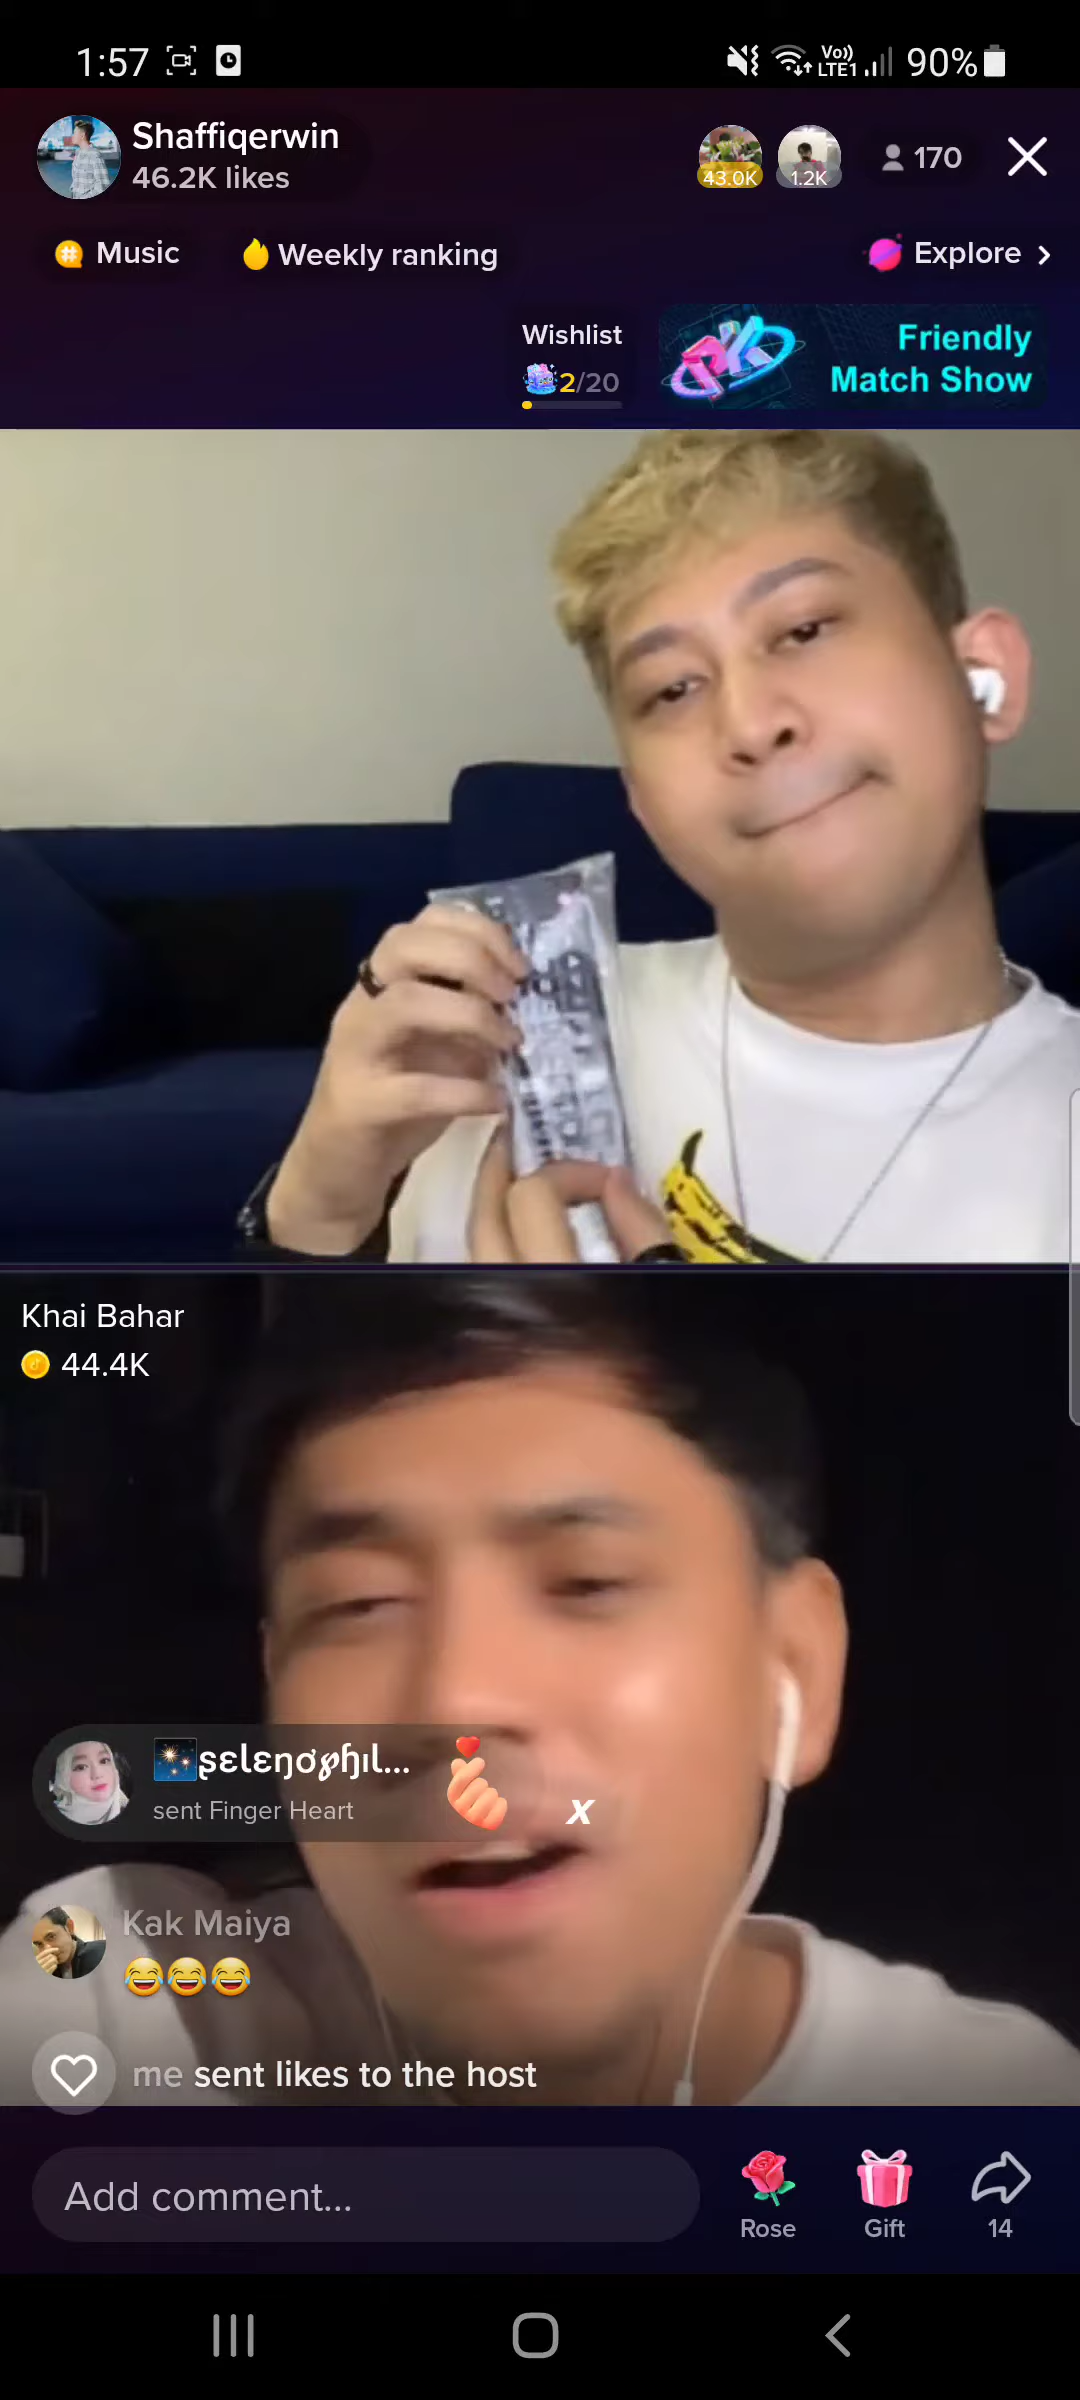 1:57
Vo))
LTE1
90%
Shaffiqerwin
46.2K likes
43.0K
1.2K
170
Music
Weekly ranking
Explore
Wishlist
2/20
Friendly
Match Show
Khai Bahar
44.4K
sent Finger Heart
x
Kak Maiya
😂😂😂
me sent likes to the host
Add comment...
Rose
Gift
14